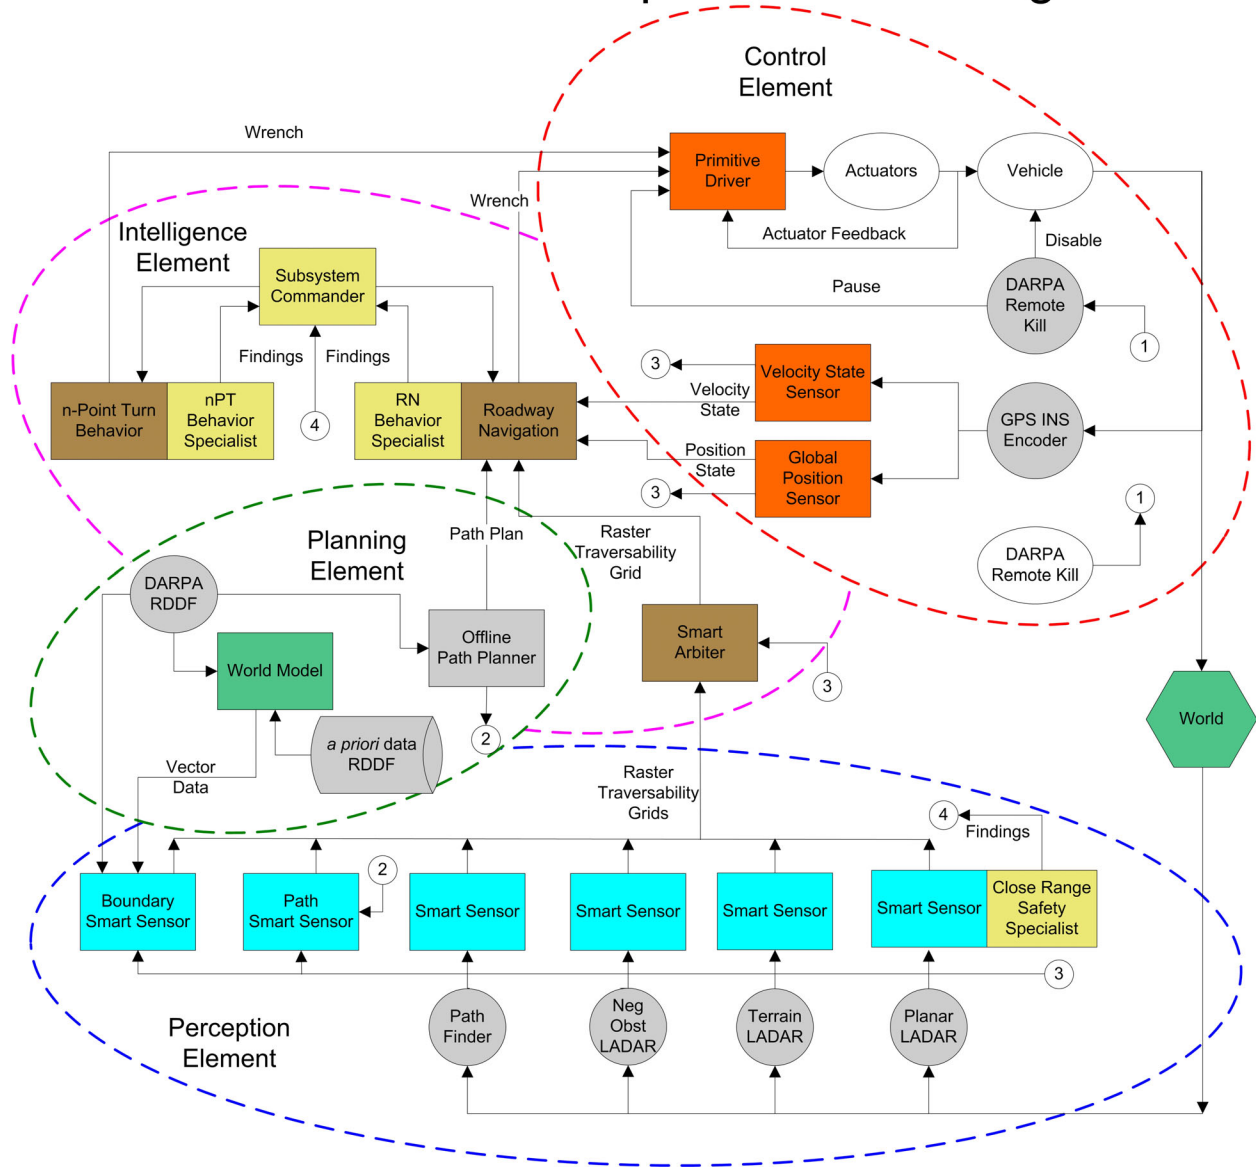 Control
Element
Wrench
Primitive
Driver
Actuators
Vehicle
Wrench
Intelligence
Element
Actuator Feedback
Disable
Subsystem
Commander
Pause
DARPA
Remote
Kill
1
Findings
Findings
3
Velocity State
Sensor
Velocity
State
n-Point Turn
Behavior
nPT
Behavior
Specialist
4
RN
Behavior
Specialist
Roadway
Navigation
GPS INS
Encoder
Position
State
Global
Position
Sensor
3
1
Planning
Element
Path Plan
Raster
Traversability
Grid
DARPA
Remote Kill
DARPA
RDDF
World Model
Offline
Path Planner
Smart
Arbiter
3
2
a priori data
RDDF
World
Vector
Data
Raster
Traversability
Grids
4
Findings
2
Boundary
Smart Sensor
Path
Smart Sensor
Smart Sensor
Smart Sensor
Smart Sensor
Smart Sensor
Close Range
Safety
Specialist
3
Perception
Element
Path
Finder
Neg
Obst
LADAR
Terrain
LADAR
Planar
LADAR